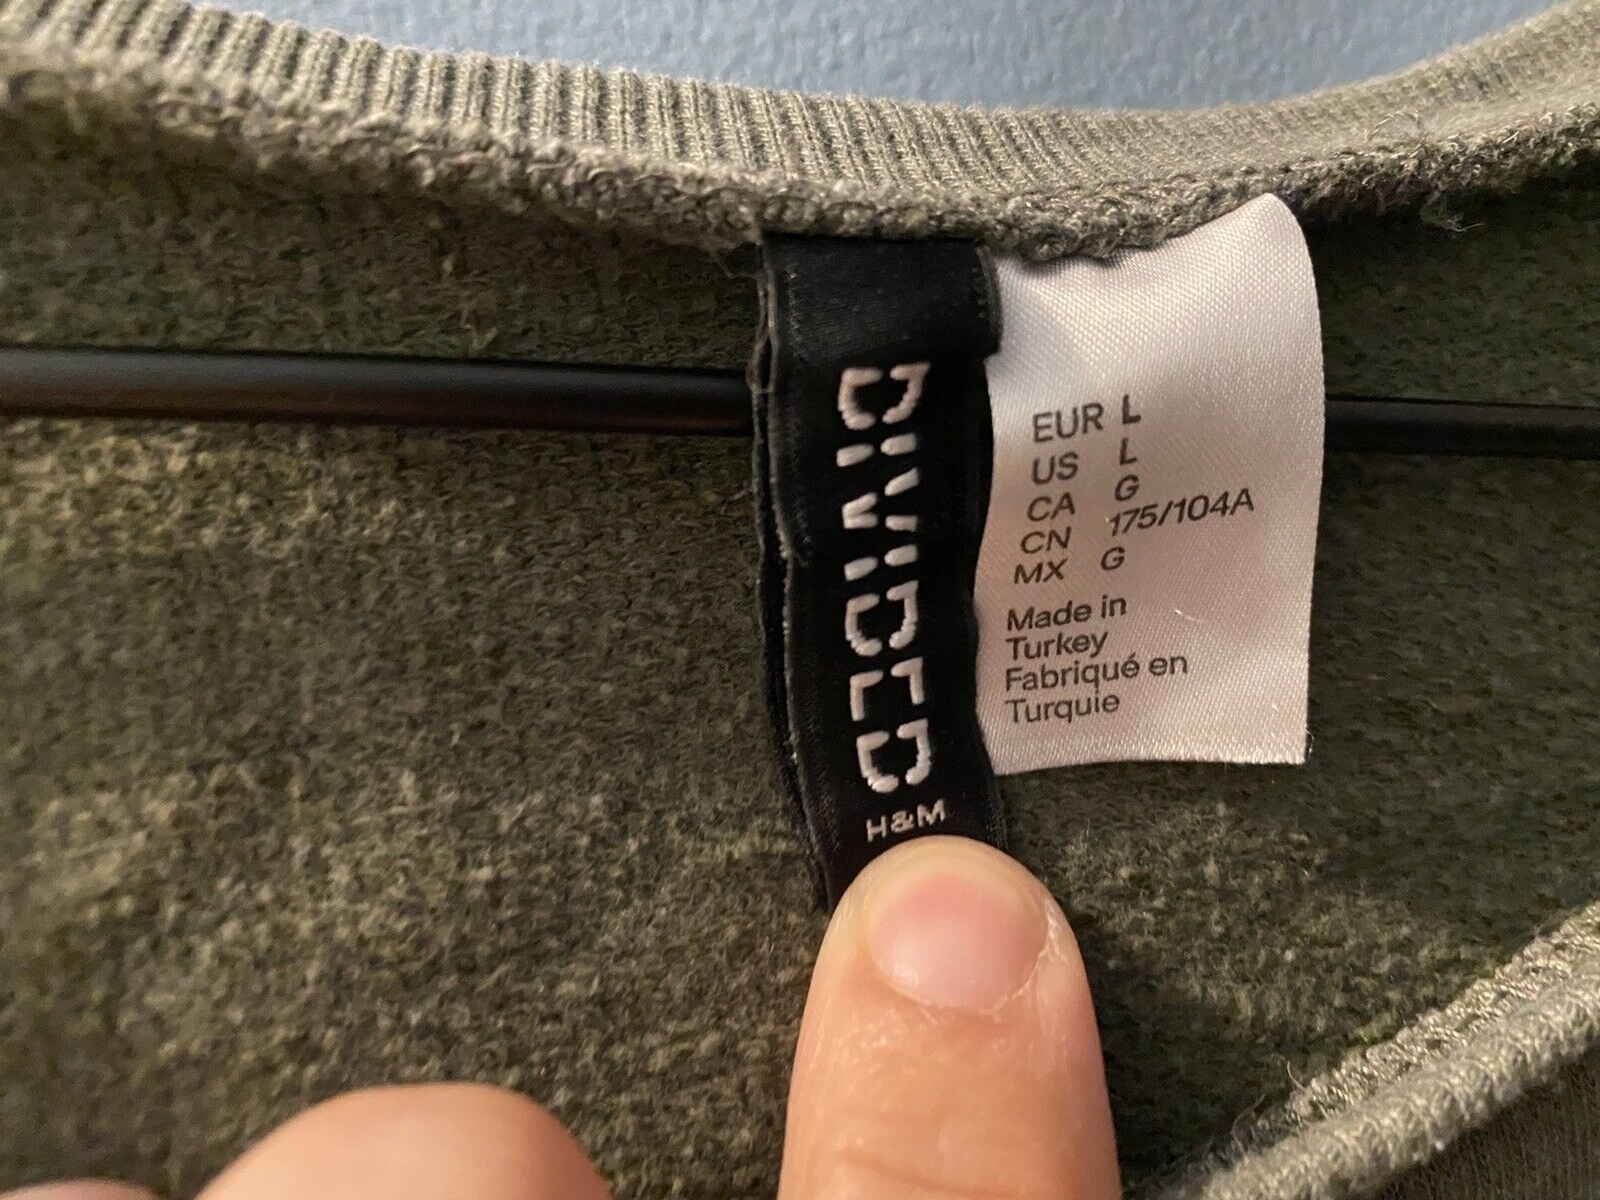 DIVIDED
H&M
EUR L
US L
CA G
CN 175/104A
MX G
Made in
Turkey
Fabriqué en
Turquie